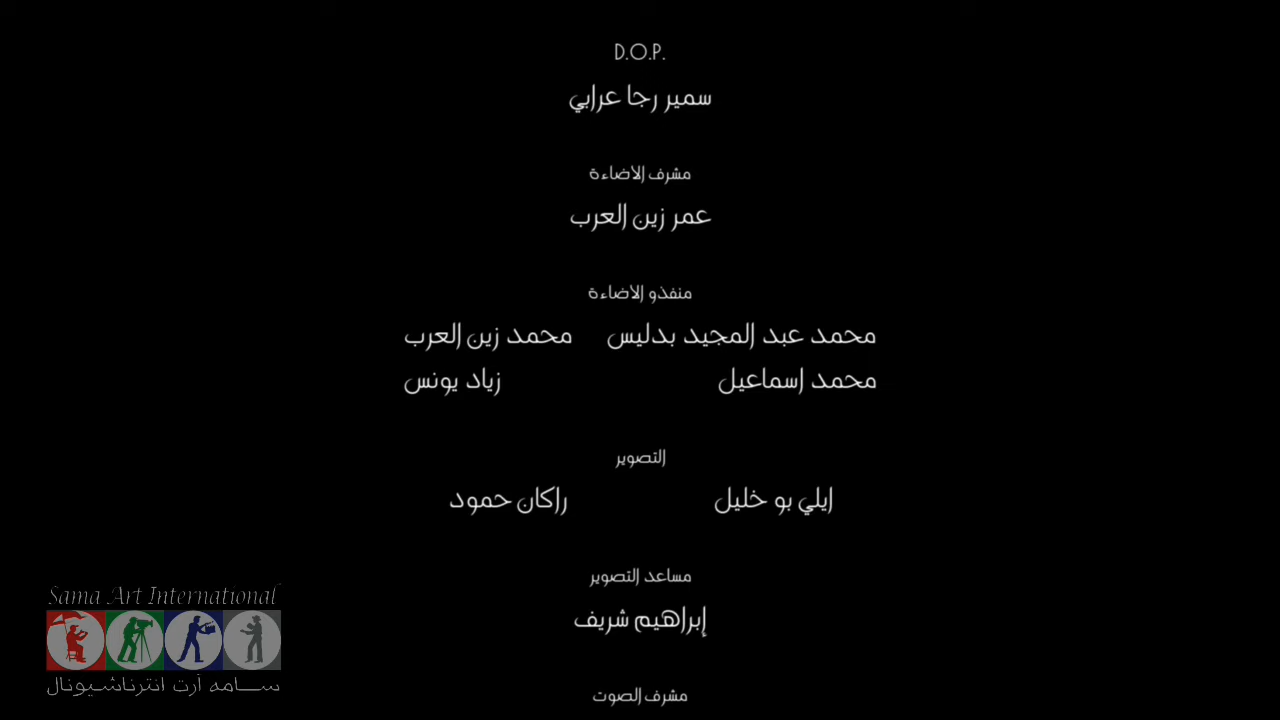 D.O.P.
سمير رجا عرابي
مشرف الاضاءة
عمر زين العرب
منفذو الاضاءة
محمد عبد المجيد بدليس محمد زين العرب
محمد اسماعيل زياد يونس
التصوير
ايلي بو خليل راكان حمود
مساعد التصوير
إبراهيم شريف
مشرف الصوت
Sama Art International
سامه آرت انترناشيونال